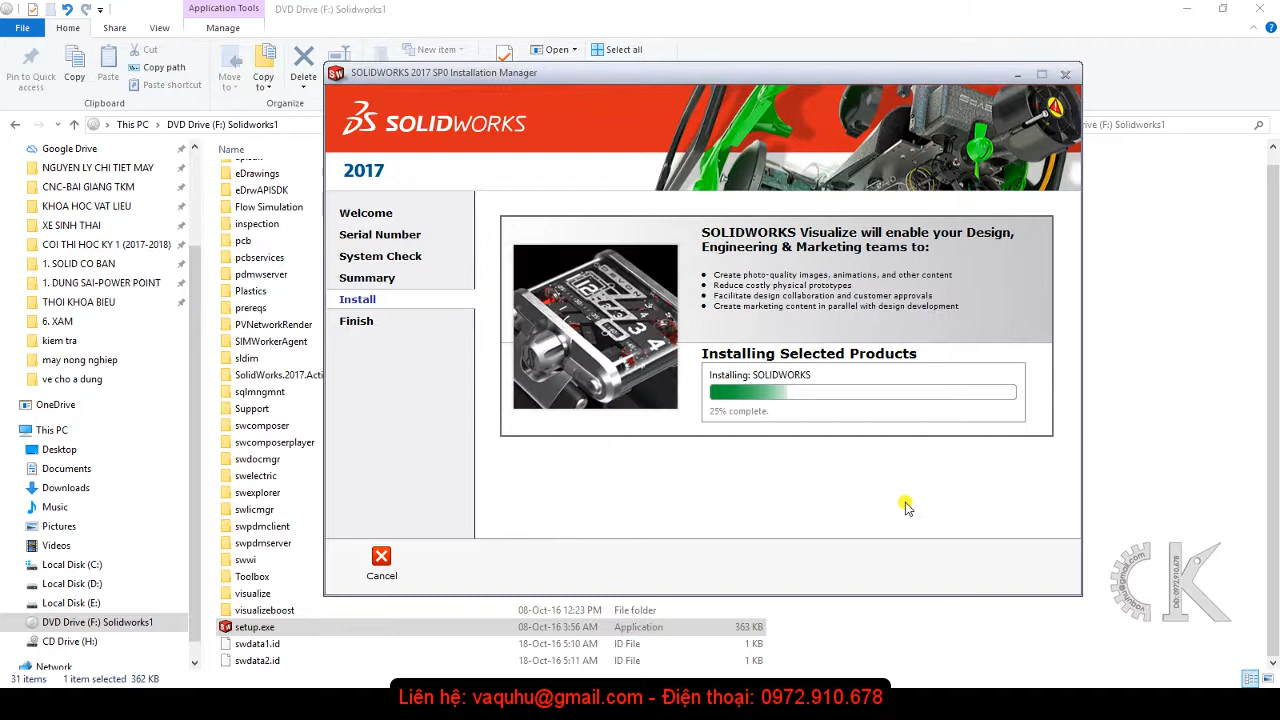 Application Tools
DVD Drive (F:) Solidworks1
File
Home
Share
View
Manage
Pin to Quick access
Copy
Paste
Cut
Copy path
Paste shortcut
Clipboard
Move to
Copy to
Delete
Organize
New item
Open
Select all
This PC
DVD Drive (F:) Solidworks1
e (F:) Solidworks1
Google Drive
NGUYEN LY CHI TIET MAY
CNC-BAI GIANG TKM
KHOA HOC VAT LIEU
XE SINH THAI
COI THI HOC KY 1 (2017-2018)
1. SOLID CO BAN
1. DUNG SAI-POWER POINT
THOI KHOA BIEU
6. XAM
kiem tra
may nong nghiep
ve cho a dung
OneDrive
This PC
Desktop
Documents
Downloads
Music
Pictures
Videos
Local Disk (C:)
Local Disk (D:)
Local Disk (E:)
DVD Drive (F:) Solidworks1
CD Drive (H:)
Network
Name
eDrawings
eDrwAPISDK
Flow Simulation
inspection
pcb
pcbservices
pdmwserver
Plastics
prereqs
PVNetworkRender
SIMWorkerAgent
sldim
SolidWorks.2017.Acti
sqlmngmnt
Support
swcomposer
swcomposerplayer
swdocmgr
swelectric
swexplorer
swlicmgr
swpdmclient
swpdmserver
swwi
Toolbox
visualize
visualizeboost 08-Oct-16 12:23 PM File folder
setup.exe 08-Oct-16 3:56 AM Application 363 KB
swdata1.id 18-Oct-16 5:10 AM ID File 1 KB
swdata2.id 18-Oct-16 5:11 AM ID File 1 KB
SOLIDWORKS 2017 SP0 Installation Manager
SOLIDWORKS
2017
Welcome
Serial Number
System Check
Summary
Install
Finish
SOLIDWORKS Visualize will enable your Design,
Engineering & Marketing teams to:
Create photo-quality images, animations, and other content
Reduce costly physical prototypes
Facilitate design collaboration and customer approvals
Create marketing content in parallel with design development
Installing Selected Products
Installing: SOLIDWORKS
25% complete.
Cancel
31 items 1 item selected 362 KB
vaquhu@gmail.com
DD: 0972.910.678
Liên hệ: vaquhu@gmail.com - Điện thoại: 0972.910.678